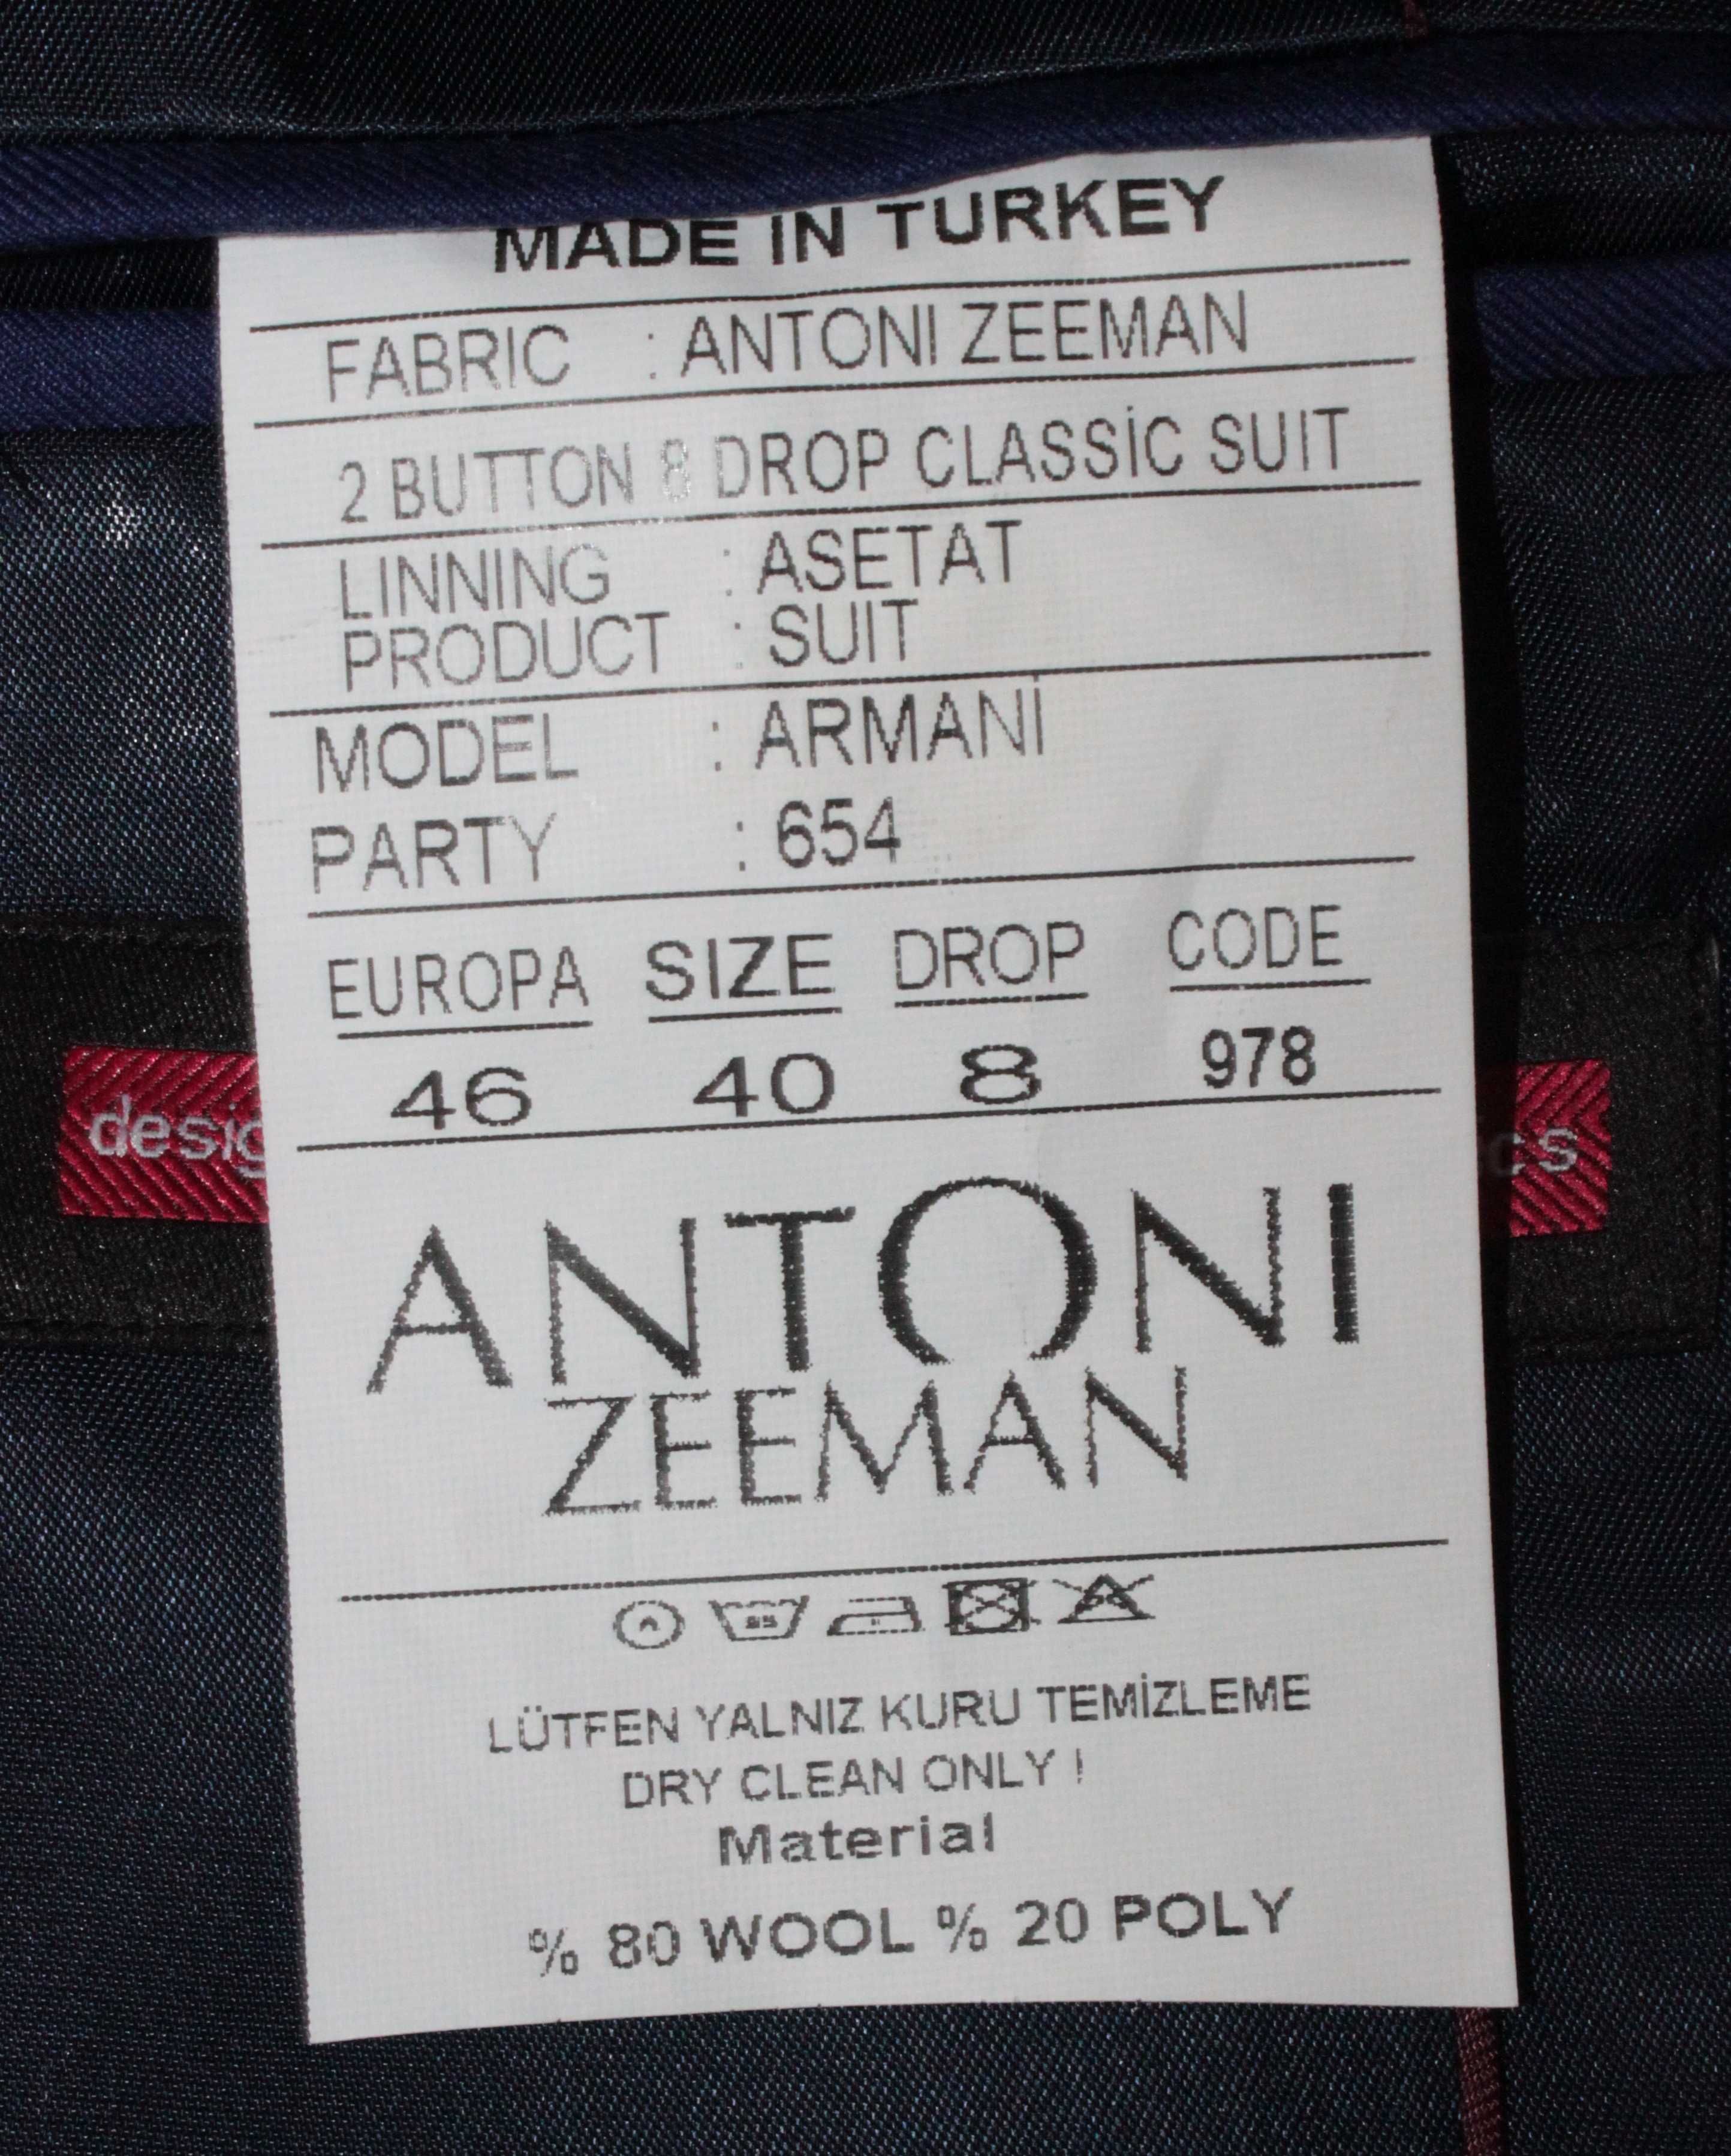 MADE IN TURKEY
FABRIC : ANTONI ZEEMAN
2 BUTTON 8 DROP CLASSİC SUIT
LINNING : ASETAT
PRODUCT : SUIT
MODEL : ARMANİ
PARTY : 654
EUROPA SIZE DROP CODE
46 40 8 978
ANTONI
ZEEMAN
LÜTFEN YALNIZ KURU TEMİZLEME
DRY CLEAN ONLY !
Material
% 80 WOOL % 20 POLY